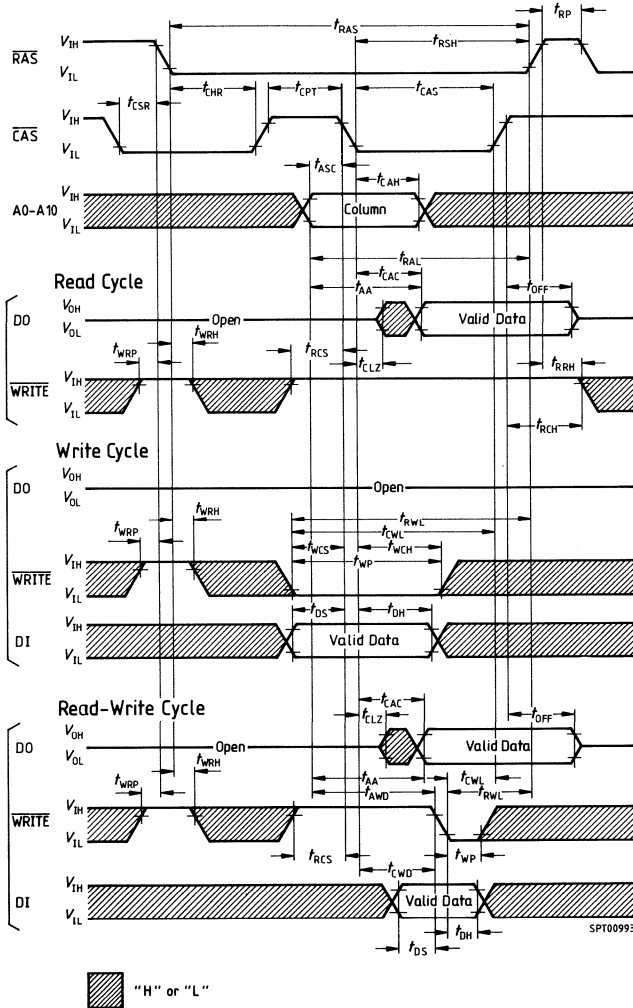 tRAS tRP
RAS VIH tRSH
VIL
tCSR tCHR tCPT tCAS
CAS VIH
VIL
tASC tCAH
A0-A10 VIH Column
VIL
tRAL
tCAC
Read Cycle tAA tOFF
DO VOH Open Valid Data
VOL
tWRP tWRH tRCS tCLZ tRRH
WRITE VIH
VIL
tRCH
Write Cycle
DO VOH Open
VOL
tWRP tWRH tRWL
tCWL
tWCS tWCH
WRITE VIH tWP
VIL
tDS tDH
DI VIH Valid Data
VIL
Read-Write Cycle tCAC
tCLZ tOFF
DO VOH Open Valid Data
VOL
tWRP tWRH tAA tCWL
tAWD tRWL
WRITE VIH
VIL
tRCS tWP
tCWD
DI VIH Valid Data
VIL
tDH SPT00993
tDS
"H" or "L"